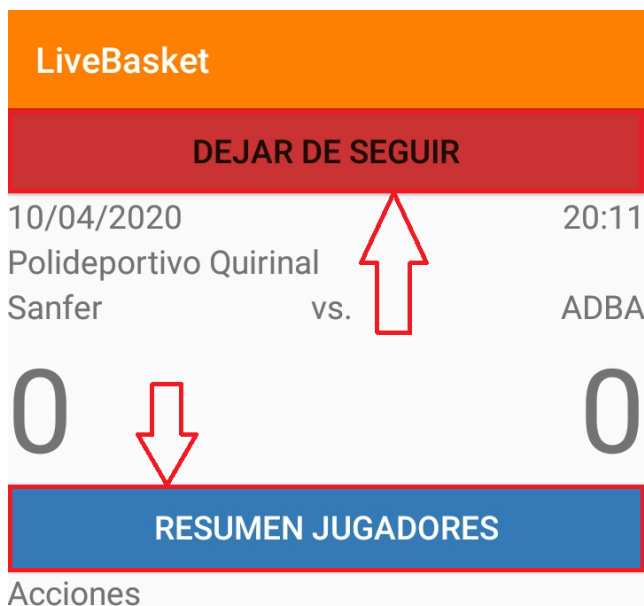 LiveBasket
DEJAR DE SEGUIR
10/04/2020 20:11
Polideportivo Quirinal
Sanfer vs. ADBA
0 0
RESUMEN JUGADORES
Acciones